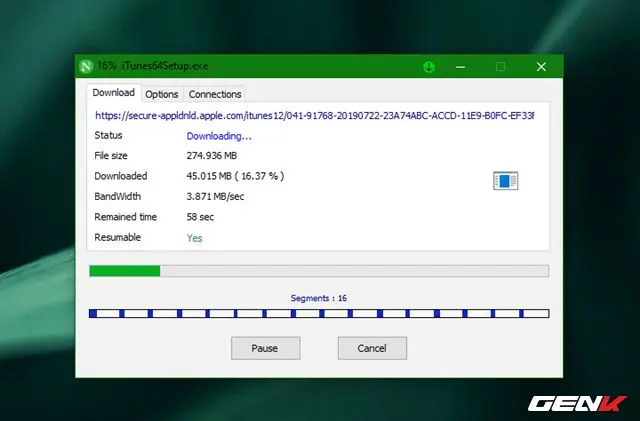 16% iTunes64Setup.exe
Download Options Connections
https://secure-appldnld.apple.com/itunes12/041-91768-20190722-23A74ABC-ACCD-11E9-B0FC-EF33F
Status Downloading...
File size 274.936 MB
Downloaded 45.015 MB ( 16.37 % )
BandWidth 3.871 MB/sec
Remained time 58 sec
Resumable Yes
Segments : 16
Pause Cancel
GENK